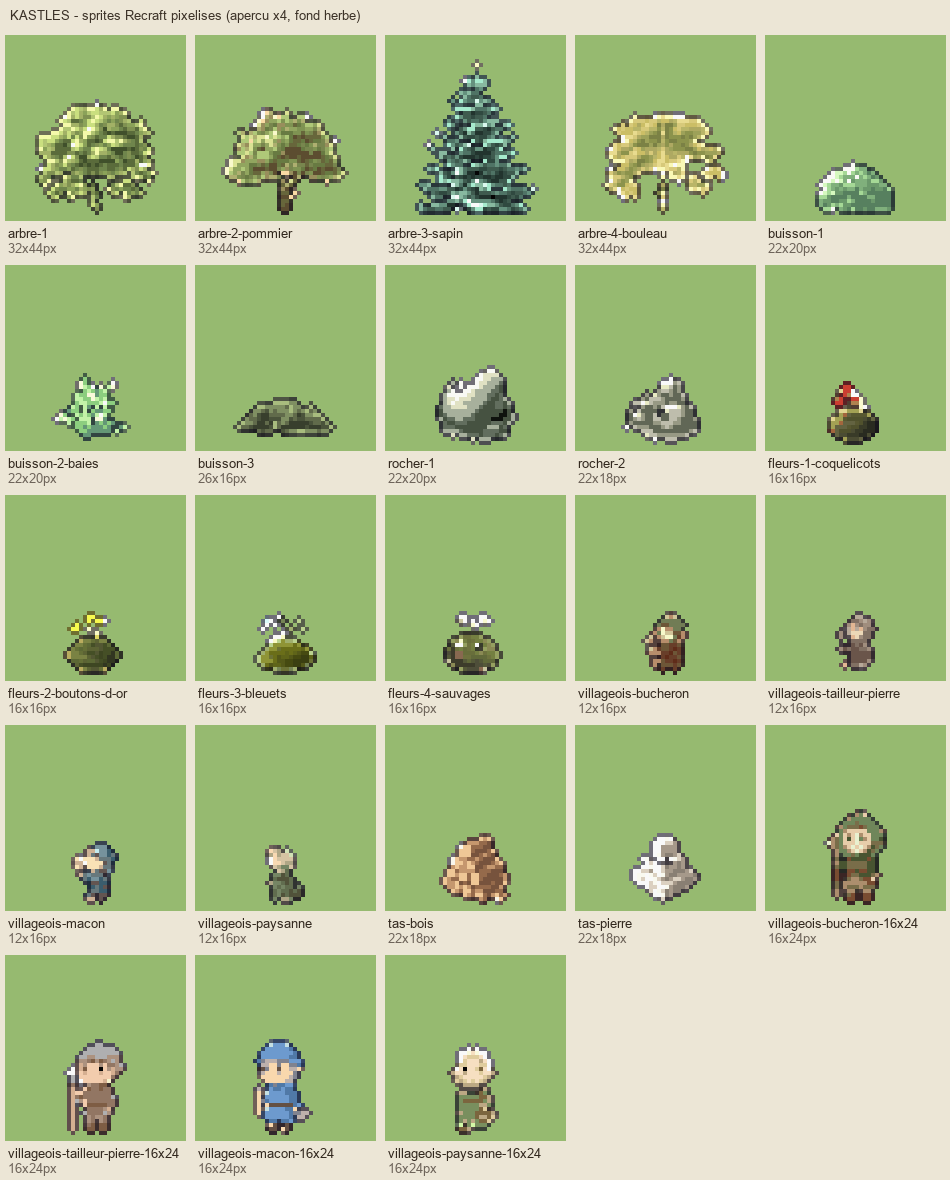 KASTLES - sprites Recraft pixelises (apercu x4, fond herbe)
arbre-1
32x44px
arbre-2-pommier
32x44px
arbre-3-sapin
32x44px
arbre-4-bouleau
32x44px
buisson-1
22x20px
buisson-2-baies
22x20px
buisson-3
26x16px
rocher-1
22x20px
rocher-2
22x18px
fleurs-1-coquelicots
16x16px
fleurs-2-boutons-d-or
16x16px
fleurs-3-bleuets
16x16px
fleurs-4-sauvages
16x16px
villageois-bucheron
12x16px
villageois-tailleur-pierre
12x16px
villageois-macon
12x16px
villageois-paysanne
12x16px
tas-bois
22x18px
tas-pierre
22x18px
villageois-bucheron-16x24
16x24px
villageois-tailleur-pierre-16x24
16x24px
villageois-macon-16x24
16x24px
villageois-paysanne-16x24
16x24px